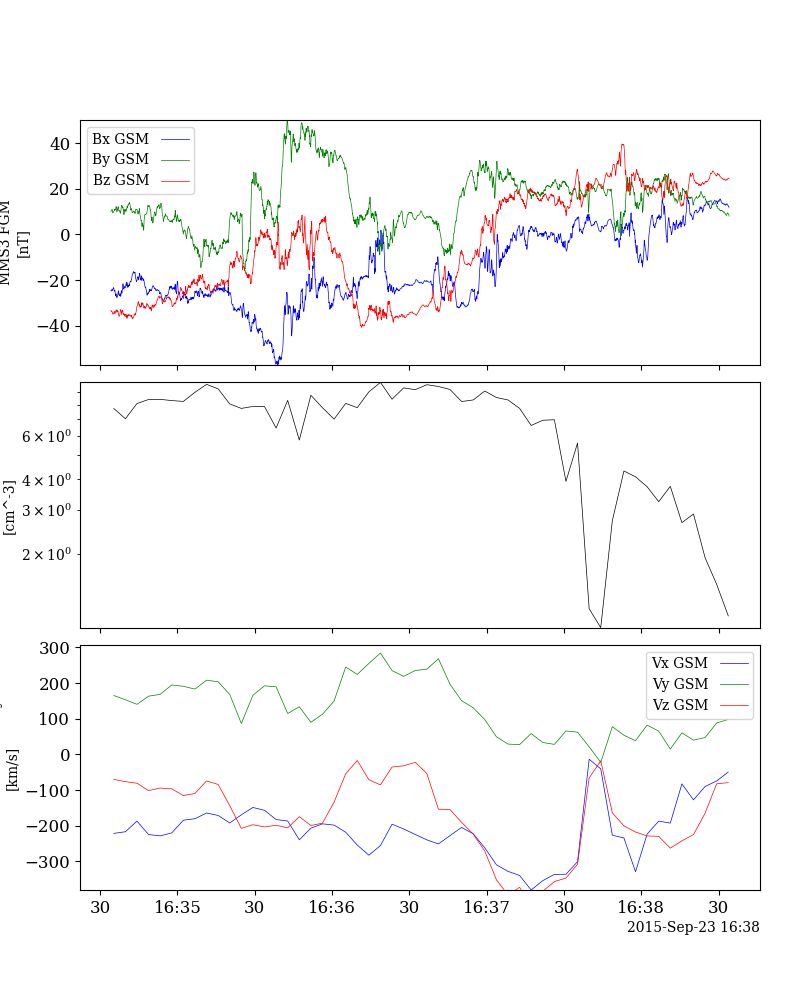 40
20
0
−20
−40
MMS3 FGM
[nT]
Bx GSM
By GSM
Bz GSM
6 × 10⁰
4 × 10⁰
3 × 10⁰
2 × 10⁰
[cm^-3]
300
200
100
0
−100
−200
−300
[km/s]
Vx GSM
Vy GSM
Vz GSM
30 16:35 30 16:36 30 16:37 30 16:38 30
2015-Sep-23 16:38